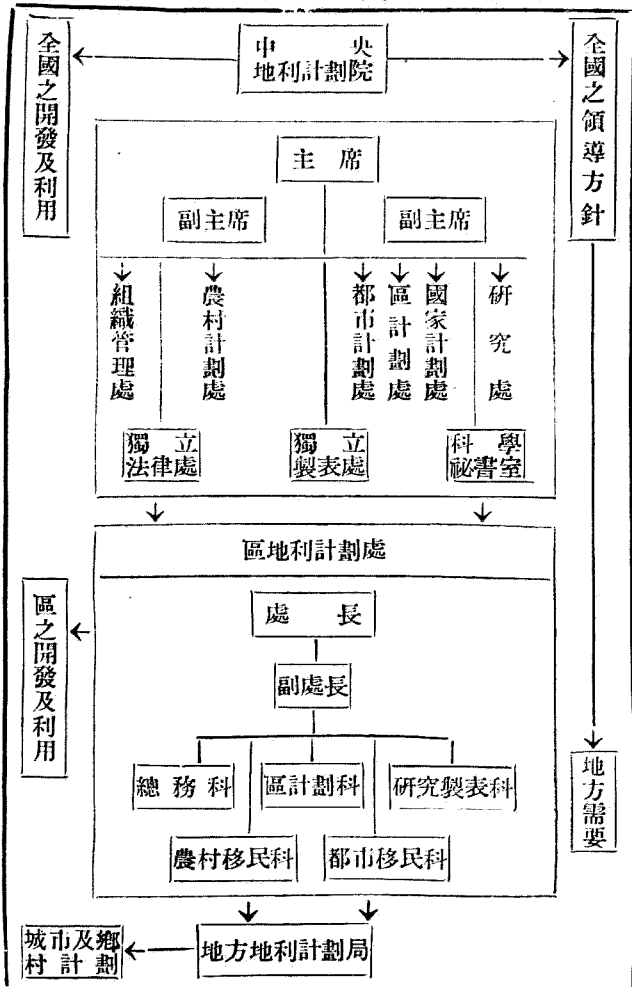 全國之開發及利用
中央
地利計劃院
全國之領導方針
主席
副主席
副主席
組織管理處
農村計劃處
都市計劃處
區計劃處
國家計劃處
研究處
獨立
法律處
獨立
製表處
科學
祕書室
區地利計劃處
區之開發及利用
處長
副處長
總務科
區計劃科
研究製表科
農村移民科
都市移民科
地方需要
城市及鄉
村計劃
地方地利計劃局